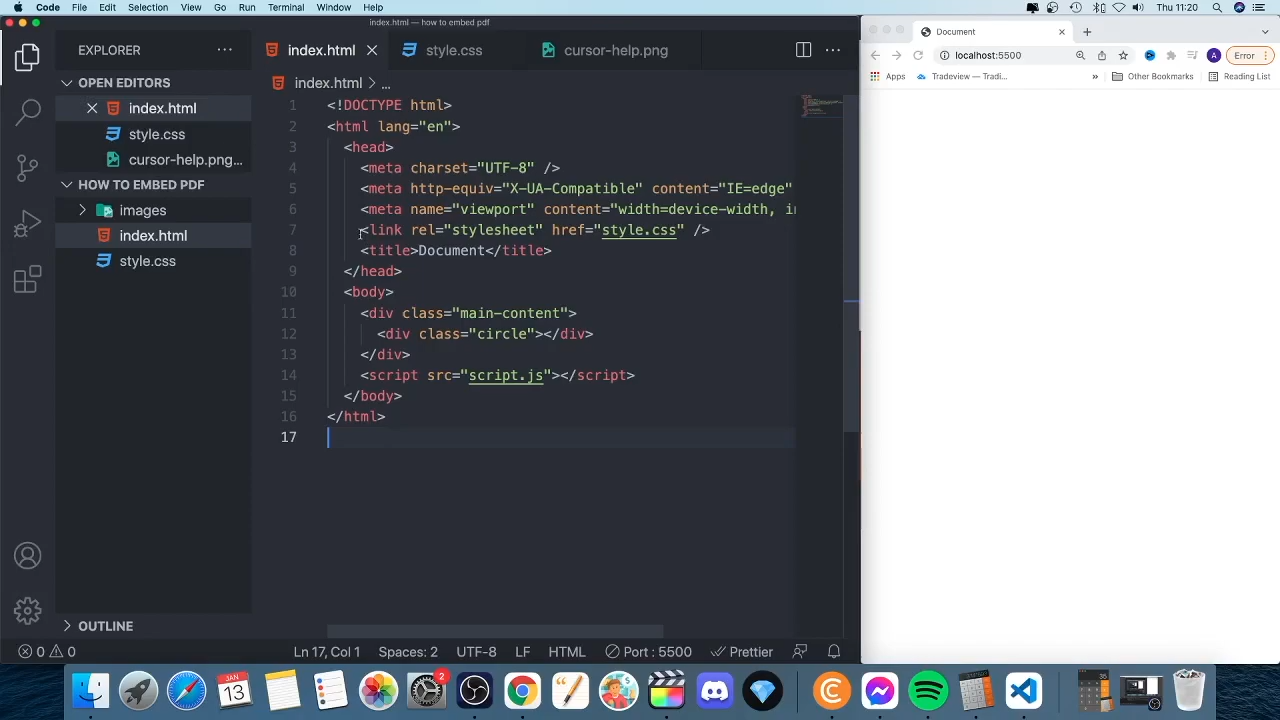 Code File Edit Selection View Go Run Terminal Window Help
Thu 11:20
index.html — how to embed pdf
EXPLORER
index.html
style.css
cursor-help.png
OPEN EDITORS
index.html
style.css
cursor-help.png...
HOW TO EMBED PDF
images
index.html
style.css
OUTLINE
index.html > ...
1 <!DOCTYPE html>
2 <html lang="en">
3 <head>
4 <meta charset="UTF-8" />
5 <meta http-equiv="X-UA-Compatible" content="IE=edge"
6 <meta name="viewport" content="width=device-width, in
7 <link rel="stylesheet" href="style.css" />
8 <title>Document</title>
9 </head>
10 <body>
11 <div class="main-content">
12 <div class="circle"></div>
13 </div>
14 <script src="script.js"></script>
15 </body>
16 </html>
17
0 0
Ln 17, Col 1 Spaces: 2 UTF-8 LF HTML Port : 5500 Prettier
Document
localhost:5500
A
Error
Apps Tradeview — Tradi... » Other Bookmarks Reading List
JAN
13
2